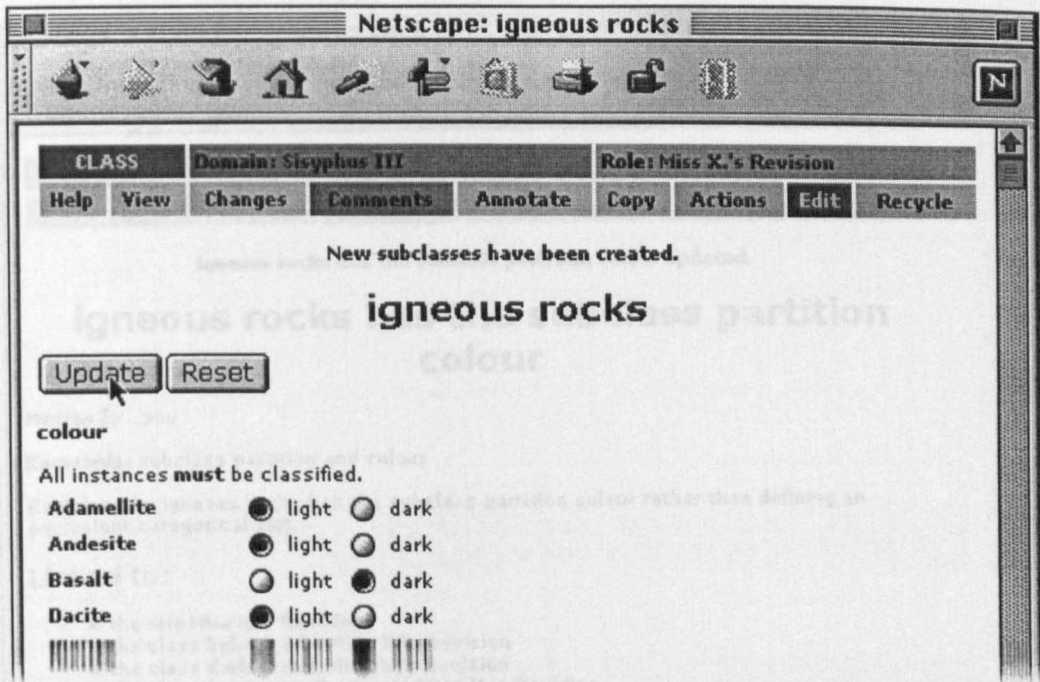 Netscape: igneous rocks
N
CLASS Domain: Sisyphus III Role: Miss X.'s Revision
Help View Changes Comments Annotate Copy Actions Edit Recycle
New subclasses have been created.
igneous rocks
Update Reset
colour
All instances must be classified.
Adamellite light dark
Andesite light dark
Basalt light dark
Dacite light dark